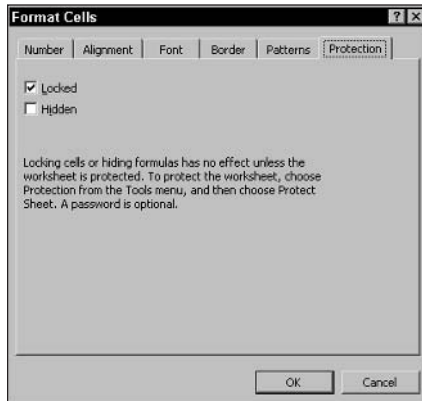 Format Cells ? ×
Number Alignment Font Border Patterns Protection
Locked
Hidden
Locking cells or hiding formulas has no effect unless the
worksheet is protected. To protect the worksheet, choose
Protection from the Tools menu, and then choose Protect
Sheet. A password is optional.
OK Cancel